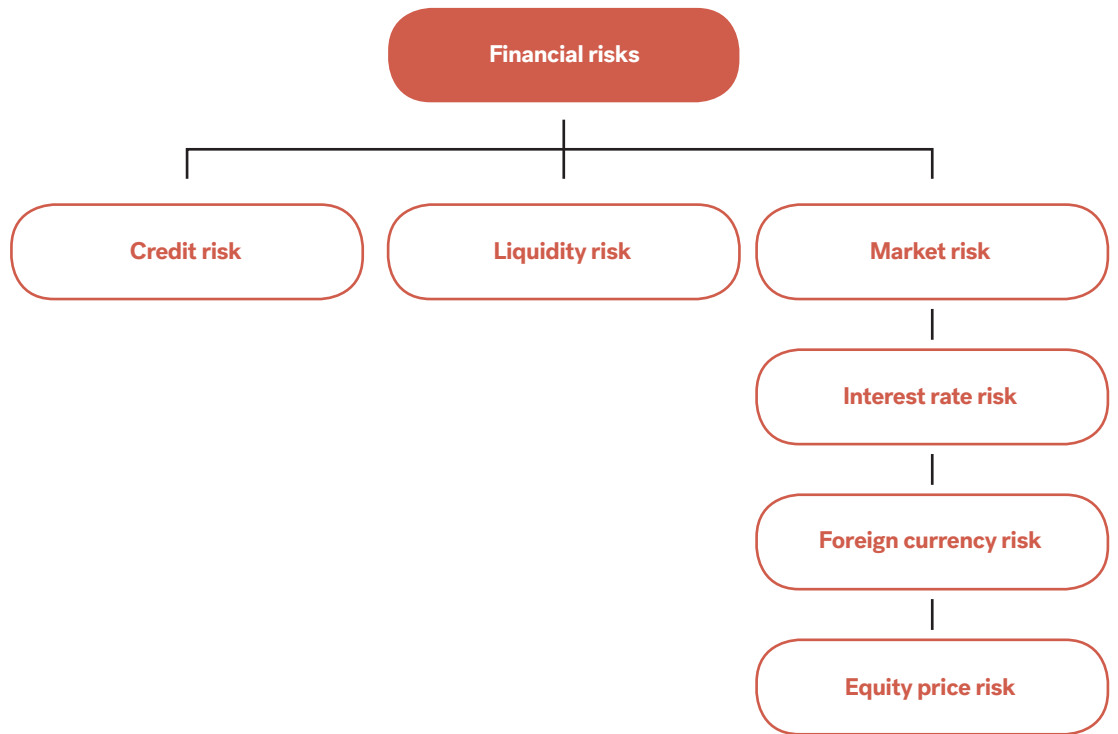 Financial risks
Credit risk
Liquidity risk
Market risk
Interest rate risk
Foreign currency risk
Equity price risk